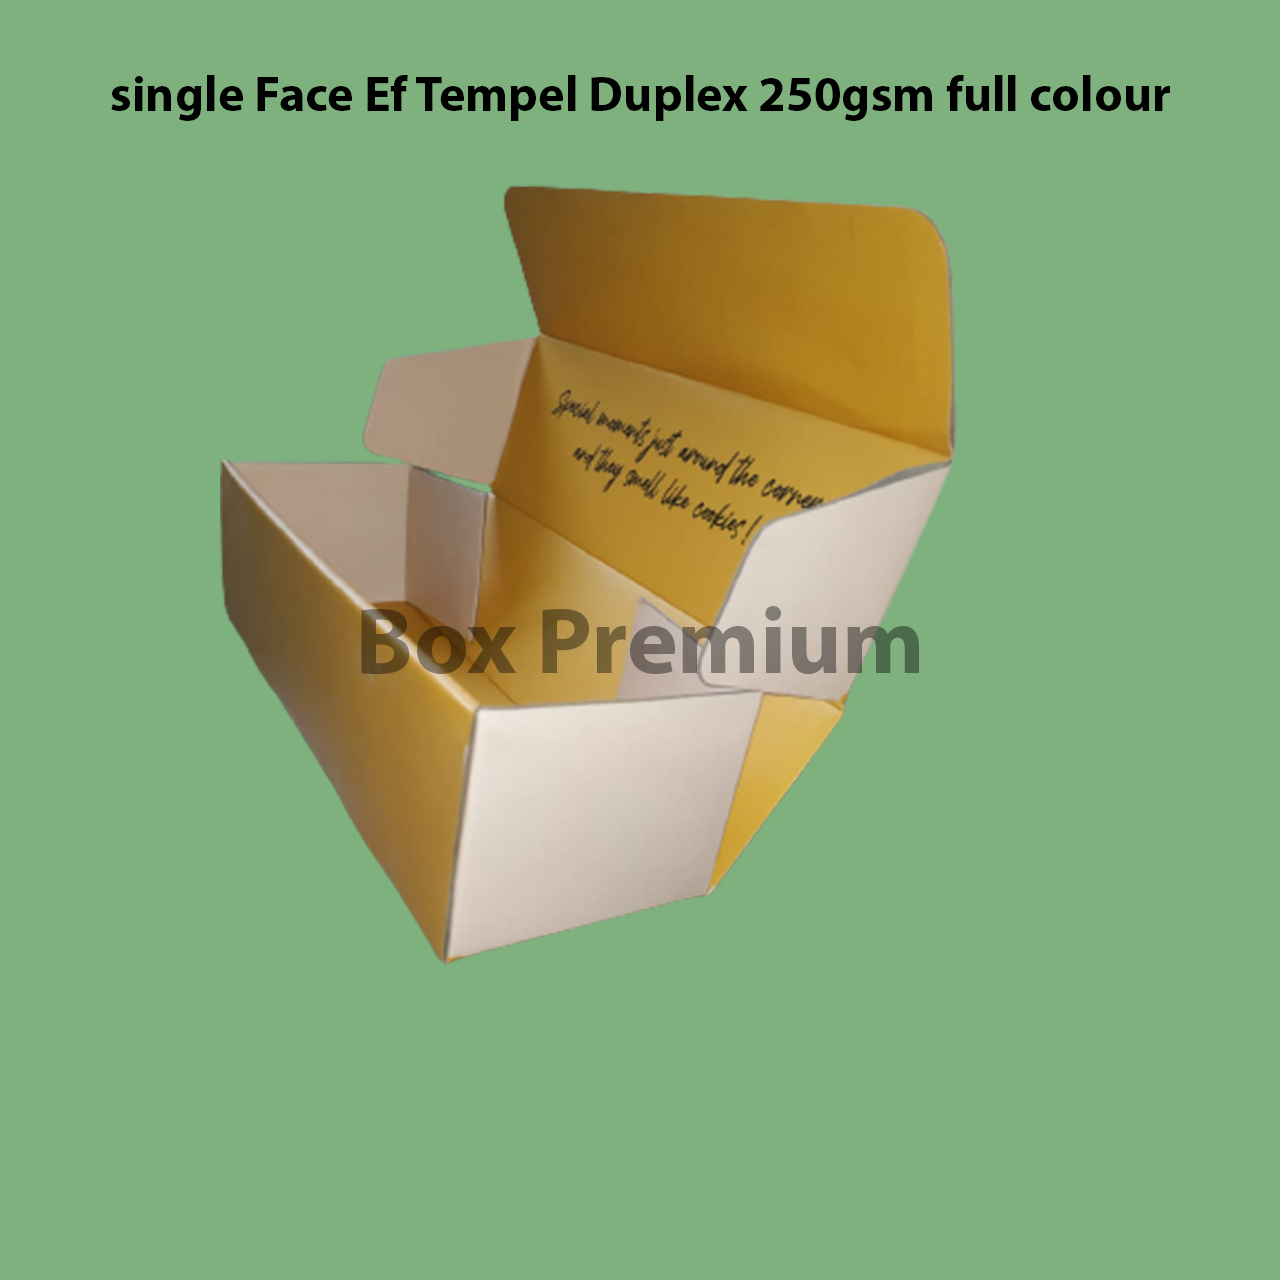 single Face Ef Tempel Duplex 250gsm full colour
Special moments just around the corner
and they smell like cookies!
Box Premium